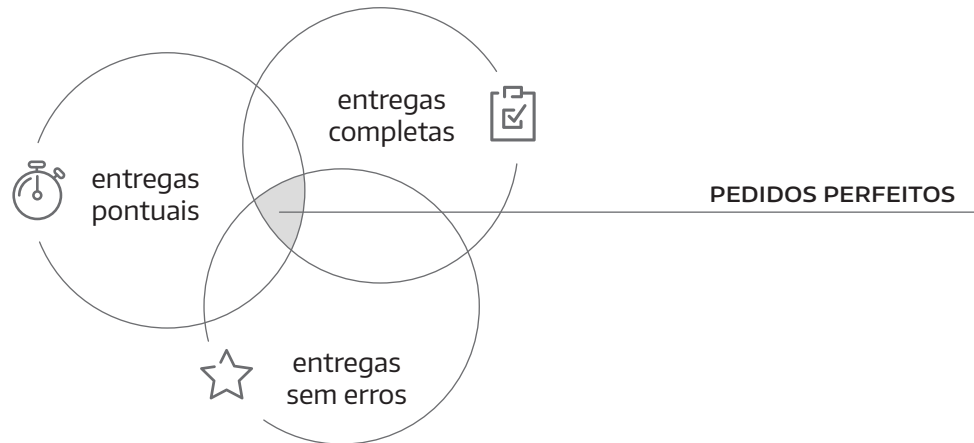 entregas
completas
entregas
pontuais
PEDIDOS PERFEITOS
entregas
sem erros